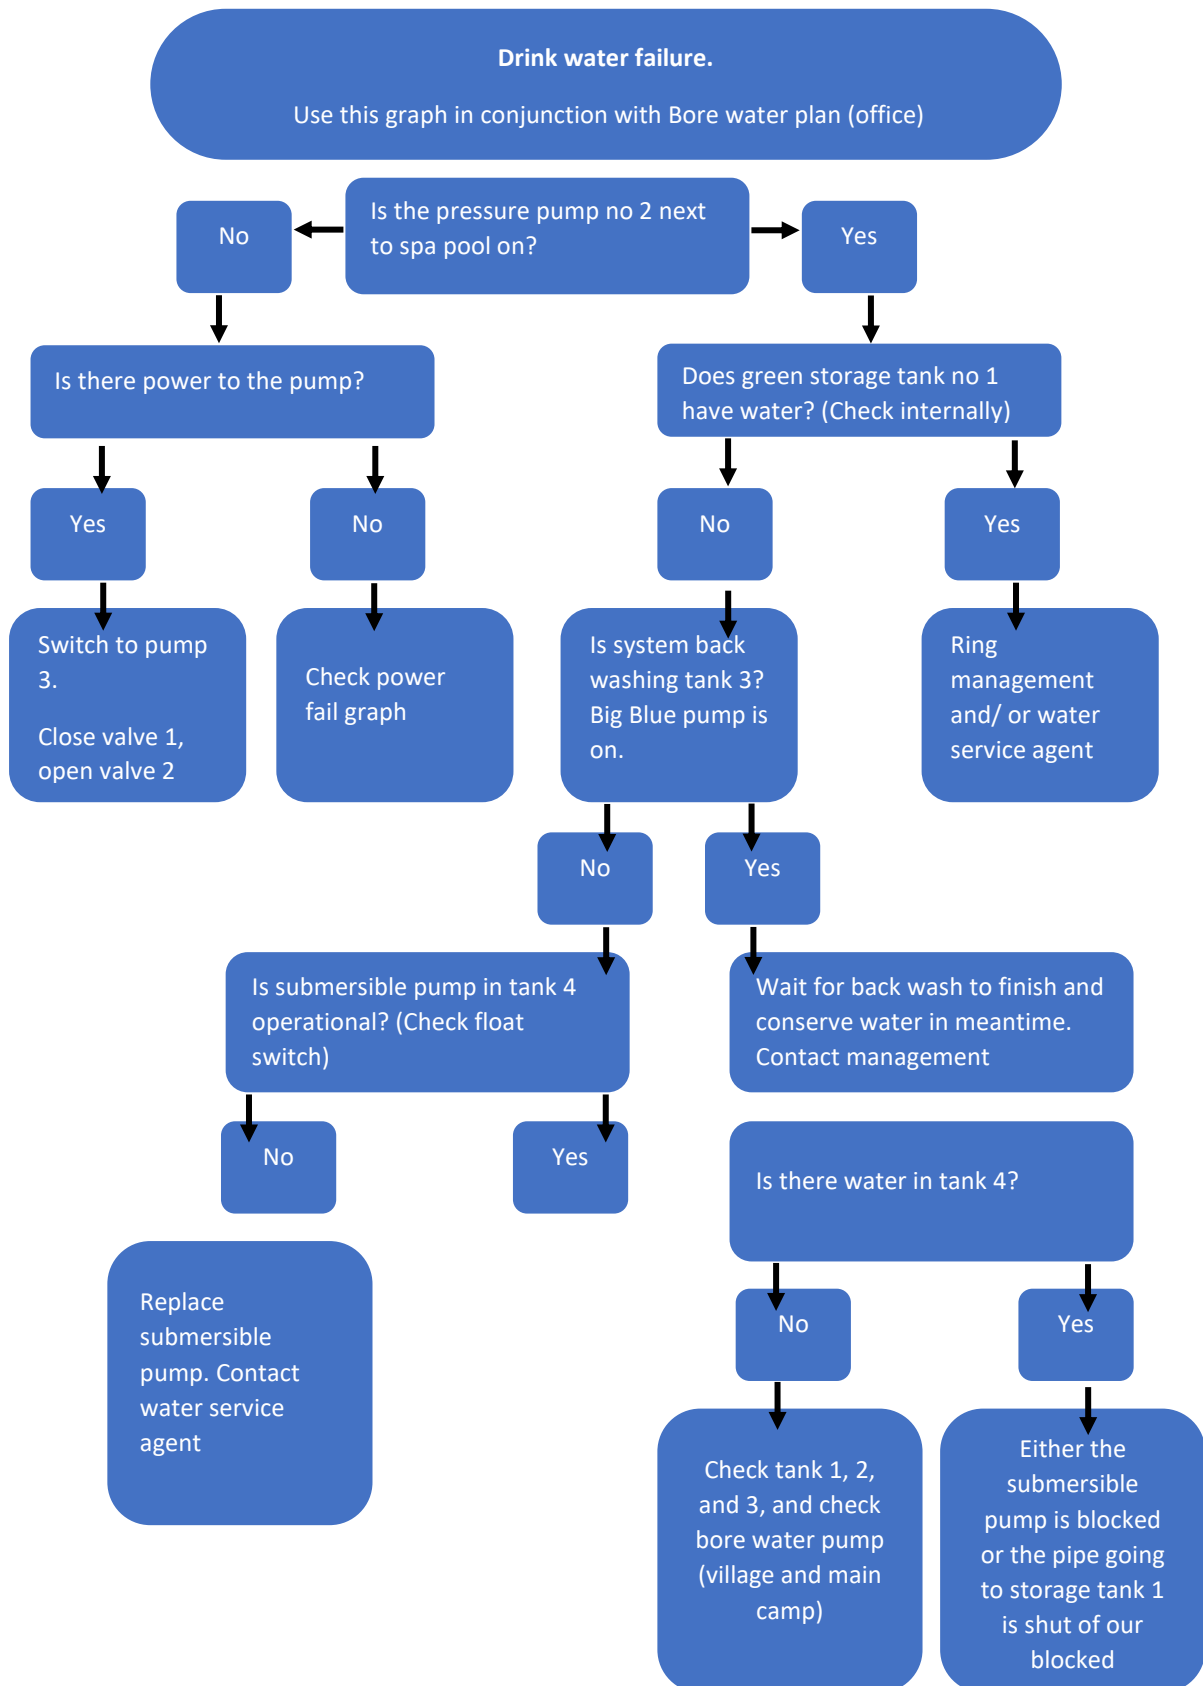 Drink water failure.
Use this graph in conjunction with Bore water plan (office)
Is the pressure pump no 2 next
to spa pool on?
No
Yes
Is there power to the pump?
Does green storage tank no 1
have water? (Check internally)
Yes
No
No
Yes
Switch to pump
3.
Close valve 1,
open valve 2
Check power
fail graph
Is system back
washing tank 3?
Big Blue pump is
on.
Ring
management
and/ or water
service agent
No
Yes
Is submersible pump in tank 4
operational? (Check float
switch)
Wait for back wash to finish and
conserve water in meantime.
Contact management
No
Yes
Is there water in tank 4?
Replace
submersible
pump. Contact
water service
agent
No
Yes
Check tank 1, 2,
and 3, and check
bore water pump
(village and main
camp)
Either the
submersible
pump is blocked
or the pipe going
to storage tank 1
is shut of our
blocked